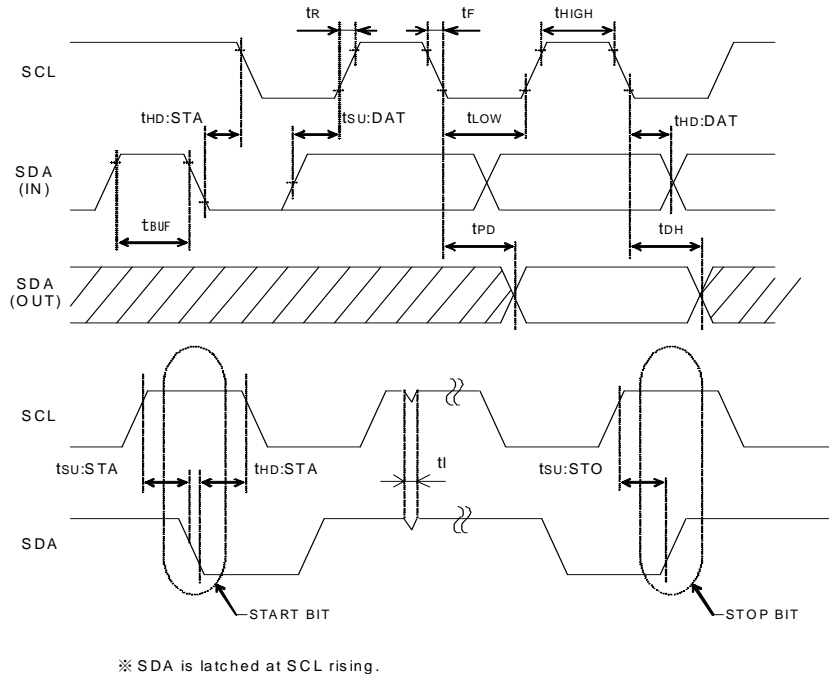 tR tF tHIGH
SCL
tHD:STA tSU:DAT tLOW tHD:DAT
SDA
(IN)
tBUF tPD tDH
SDA
(OUT)
SCL
tSU:STA tHD:STA tI tSU:STO
SDA
START BIT STOP BIT
※ SDA is latched at SCL rising.